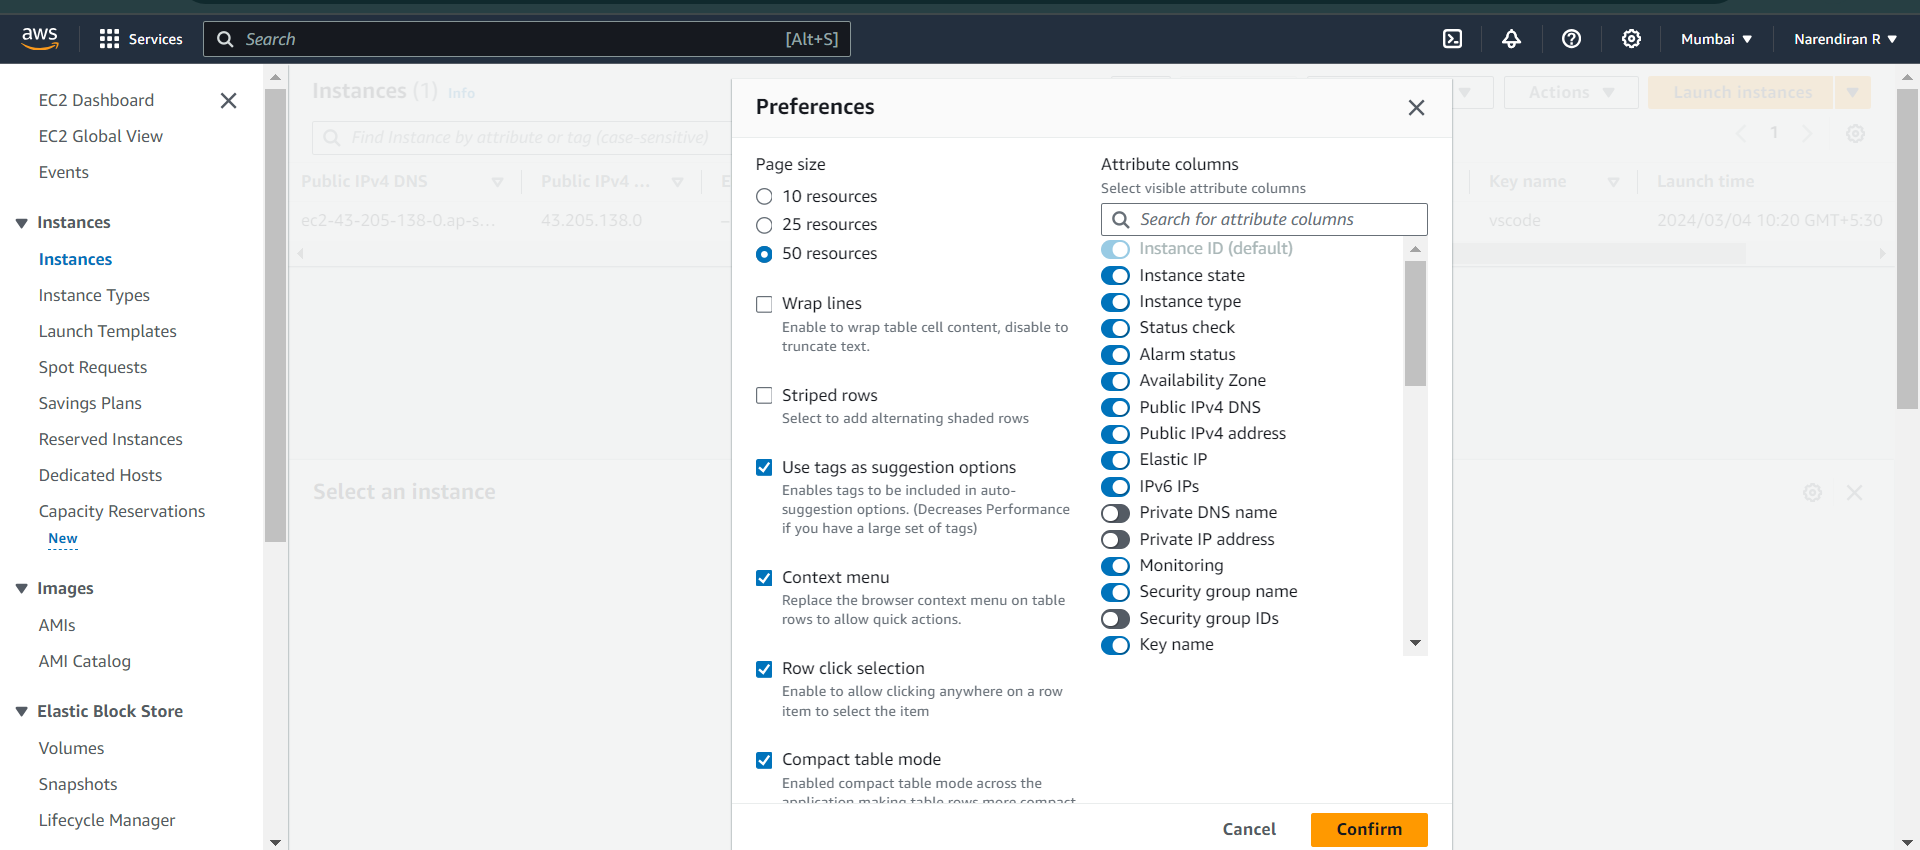 aws
Services
Search
[Alt+S]
Mumbai
Narendiran R
EC2 Dashboard
EC2 Global View
Events
Instances
Instances
Instance Types
Launch Templates
Spot Requests
Savings Plans
Reserved Instances
Dedicated Hosts
Capacity Reservations
New
Images
AMIs
AMI Catalog
Elastic Block Store
Volumes
Snapshots
Lifecycle Manager
Instances (1) Info
Find Instance by attribute or tag (case-sensitive)
Actions
Launch instances
1
Public IPv4 DNS
Public IPv4 ...
Key name
Launch time
ec2-43-205-138-0.ap-s...
43.205.138.0
–
vscode
2024/03/04 10:20 GMT+5:30
Select an instance
Preferences
Page size
10 resources
25 resources
50 resources
Wrap lines
Enable to wrap table cell content, disable to
truncate text.
Striped rows
Select to add alternating shaded rows
Use tags as suggestion options
Enables tags to be included in auto-
suggestion options. (Decreases Performance
if you have a large set of tags)
Context menu
Replace the browser context menu on table
rows to allow quick actions.
Row click selection
Enable to allow clicking anywhere on a row
item to select the item
Compact table mode
Enabled compact table mode across the
application making table rows more compact
Attribute columns
Select visible attribute columns
Search for attribute columns
Instance ID (default)
Instance state
Instance type
Status check
Alarm status
Availability Zone
Public IPv4 DNS
Public IPv4 address
Elastic IP
IPv6 IPs
Private DNS name
Private IP address
Monitoring
Security group name
Security group IDs
Key name
Cancel
Confirm